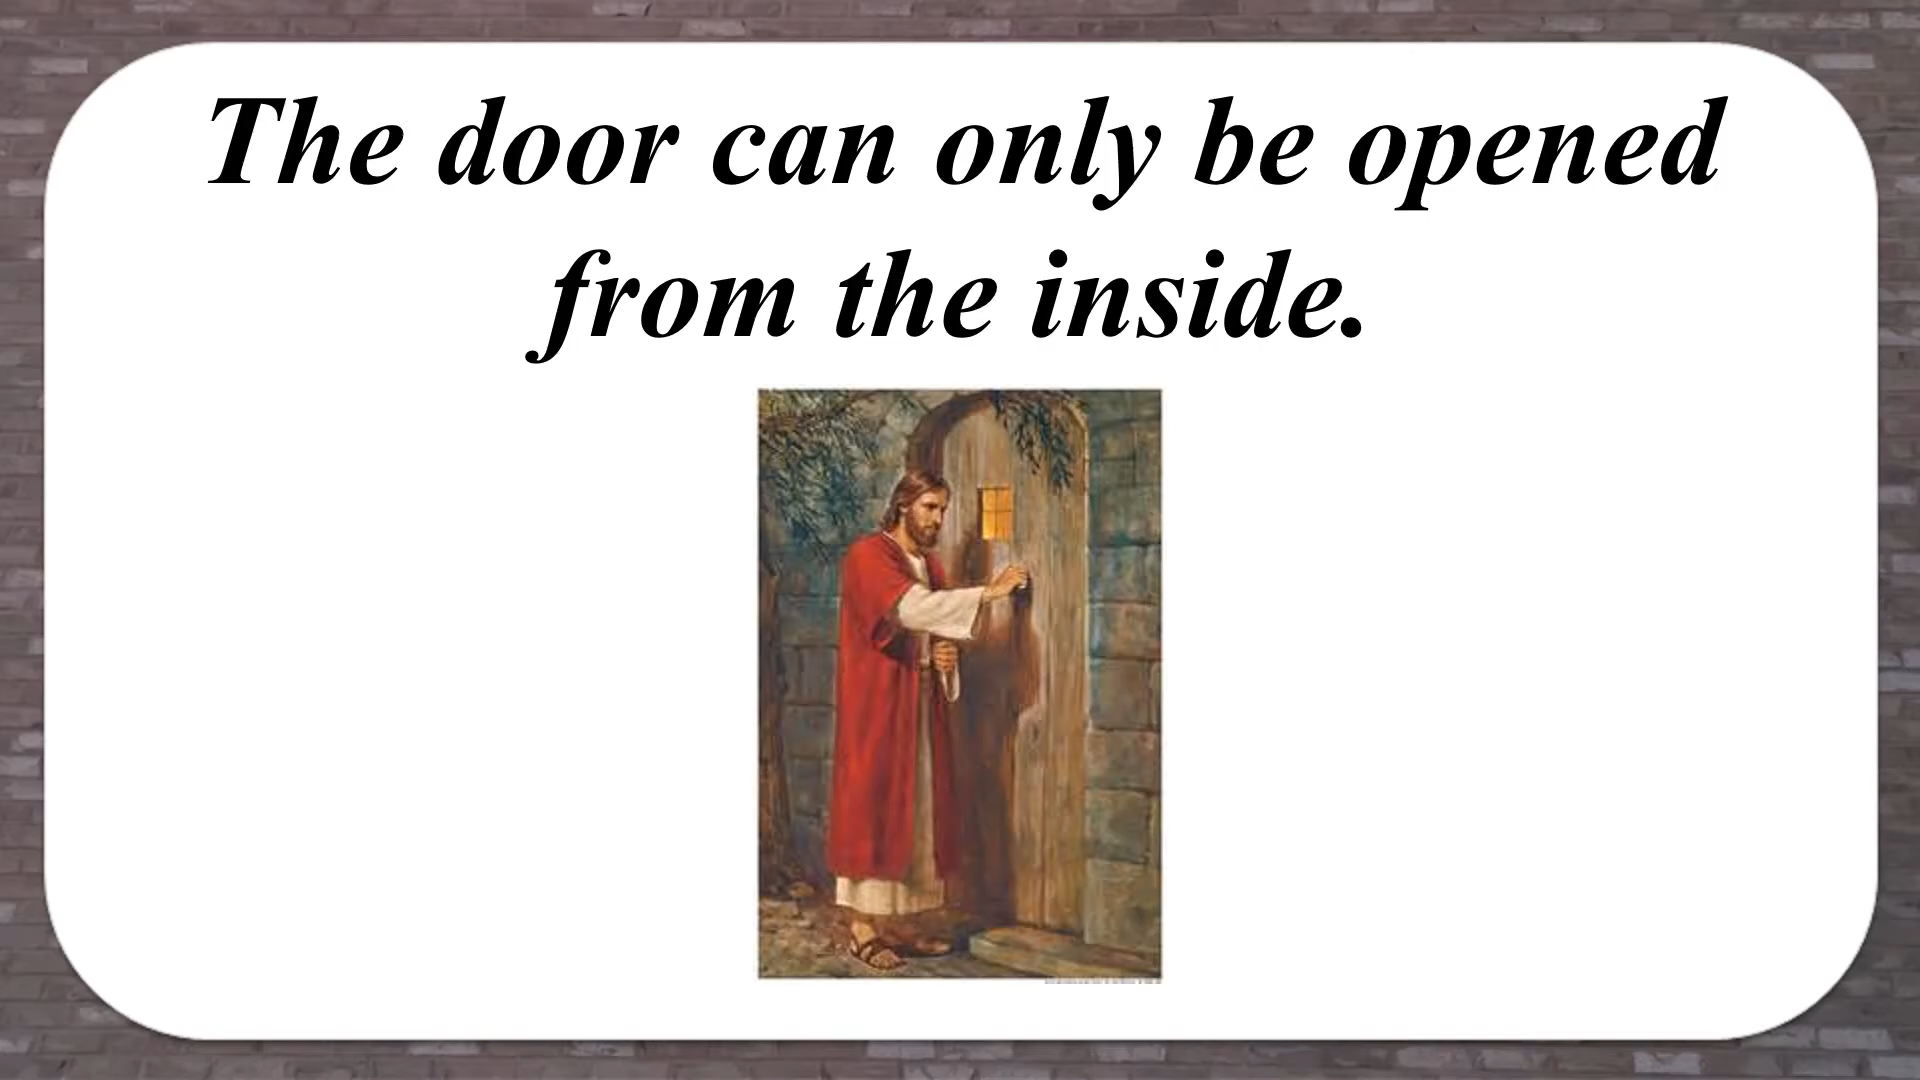 The door can only be opened
from the inside.